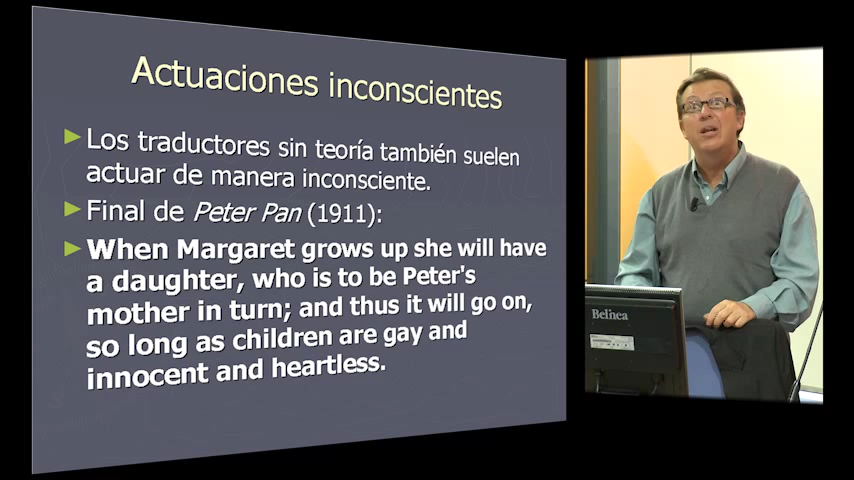 Actuaciones inconscientes
Los traductores sin teoría también suelen
actuar de manera inconsciente.
Final de Peter Pan (1911):
When Margaret grows up she will have
a daughter, who is to be Peter's
mother in turn; and thus it will go on,
so long as children are gay and
innocent and heartless.
Belinea